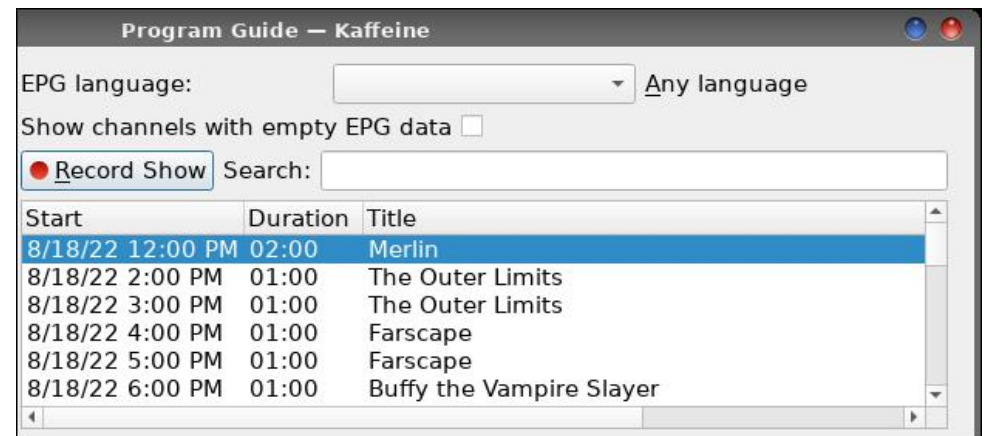 Program Guide — Kaffeine
EPG language: Any language
Show channels with empty EPG data
Record Show Search:
Start Duration Title
8/18/22 12:00 PM 02:00 Merlin
8/18/22 2:00 PM 01:00 The Outer Limits
8/18/22 3:00 PM 01:00 The Outer Limits
8/18/22 4:00 PM 01:00 Farscape
8/18/22 5:00 PM 01:00 Farscape
8/18/22 6:00 PM 01:00 Buffy the Vampire Slayer